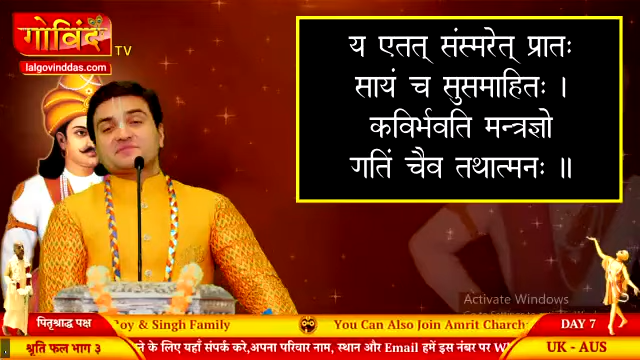 गोविंद TV
lalgovinddas.com
य एतत् संस्मरेत् प्रातः
सायं च सुसमाहितः ।
कविर्भवति मन्त्रज्ञो
गतिं चैव तथात्मनः ॥
Activate Windows
पितृश्राद्ध पक्ष
oy & Singh Family
You Can Also Join Amrit Charcha
DAY 7
श्रृति फल भाग ३
ने के लिए यहाँ संपर्क करे,अपना परिवार नाम, स्थान और Email हमें इस नंबर पर W
UK - AUS